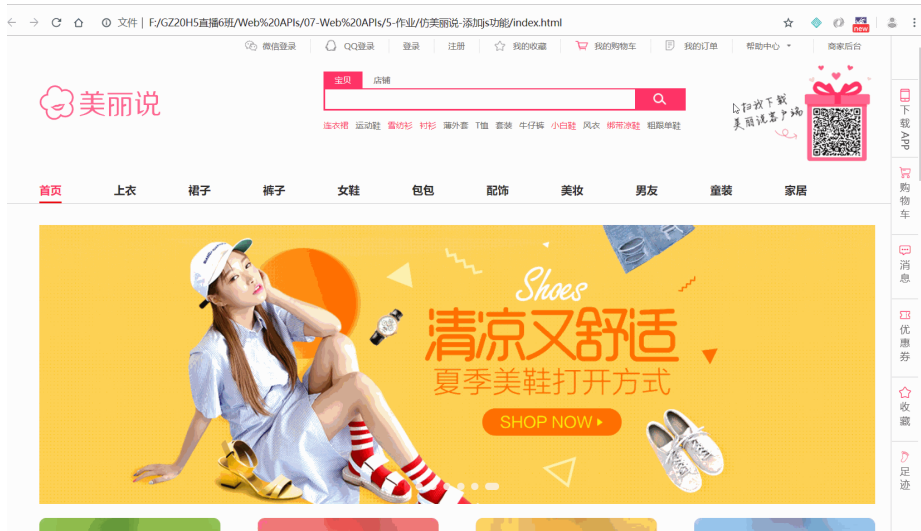 文件 | F:/GZ20H5直播6班/Web%20APIs/07-Web%20APIs/5-作业/仿美丽说-添加js功能/index.html
new
微信登录 QQ登录 登录 注册 我的收藏 我的购物车 我的订单 帮助中心 商家后台
宝贝 店铺
美丽说
扫我下载
美丽说客户端
连衣裙 运动鞋 雪纺衫 衬衫 薄外套 T恤 套装 牛仔裤 小白鞋 风衣 绑带凉鞋 粗跟单鞋
首页 上衣 裙子 裤子 女鞋 包包 配饰 美妆 男友 童装 家居
Shoes
清凉又舒适
夏季美鞋打开方式
SHOP NOW
下载APP
购物车
消息
优惠券
收藏
足迹